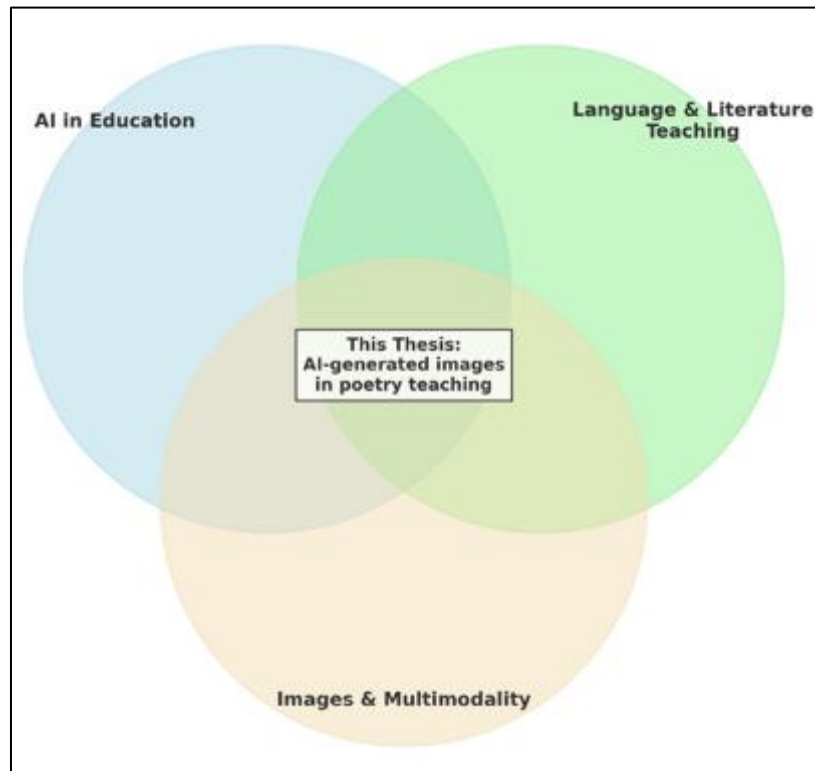 AI in Education
Language & Literature
Teaching
This Thesis:
AI-generated images
in poetry teaching
Images & Multimodality